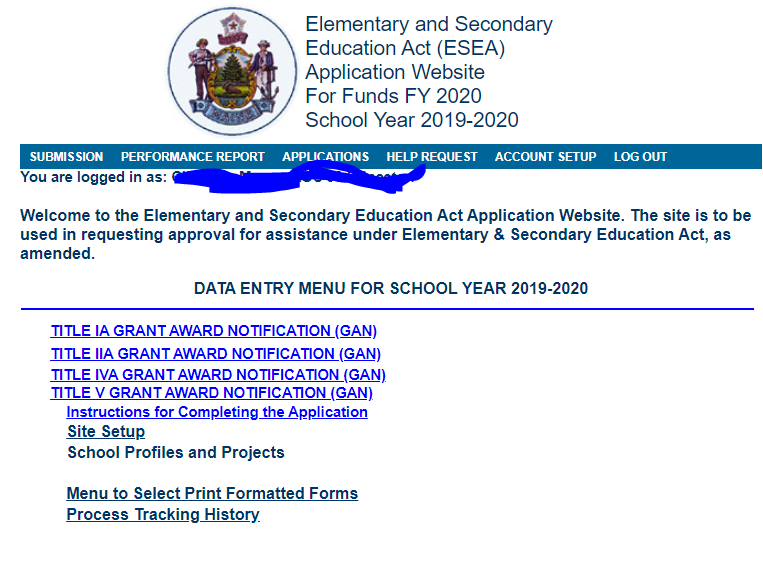 Elementary and Secondary
Education Act (ESEA)
Application Website
For Funds FY 2020
School Year 2019-2020
SUBMISSION PERFORMANCE REPORT APPLICATIONS HELP REQUEST ACCOUNT SETUP LOG OUT
You are logged in as:
Welcome to the Elementary and Secondary Education Act Application Website. The site is to be
used in requesting approval for assistance under Elementary & Secondary Education Act, as
amended.
DATA ENTRY MENU FOR SCHOOL YEAR 2019-2020
TITLE IA GRANT AWARD NOTIFICATION (GAN)
TITLE IIA GRANT AWARD NOTIFICATION (GAN)
TITLE IVA GRANT AWARD NOTIFICATION (GAN)
TITLE V GRANT AWARD NOTIFICATION (GAN)
Instructions for Completing the Application
Site Setup
School Profiles and Projects
Menu to Select Print Formatted Forms
Process Tracking History